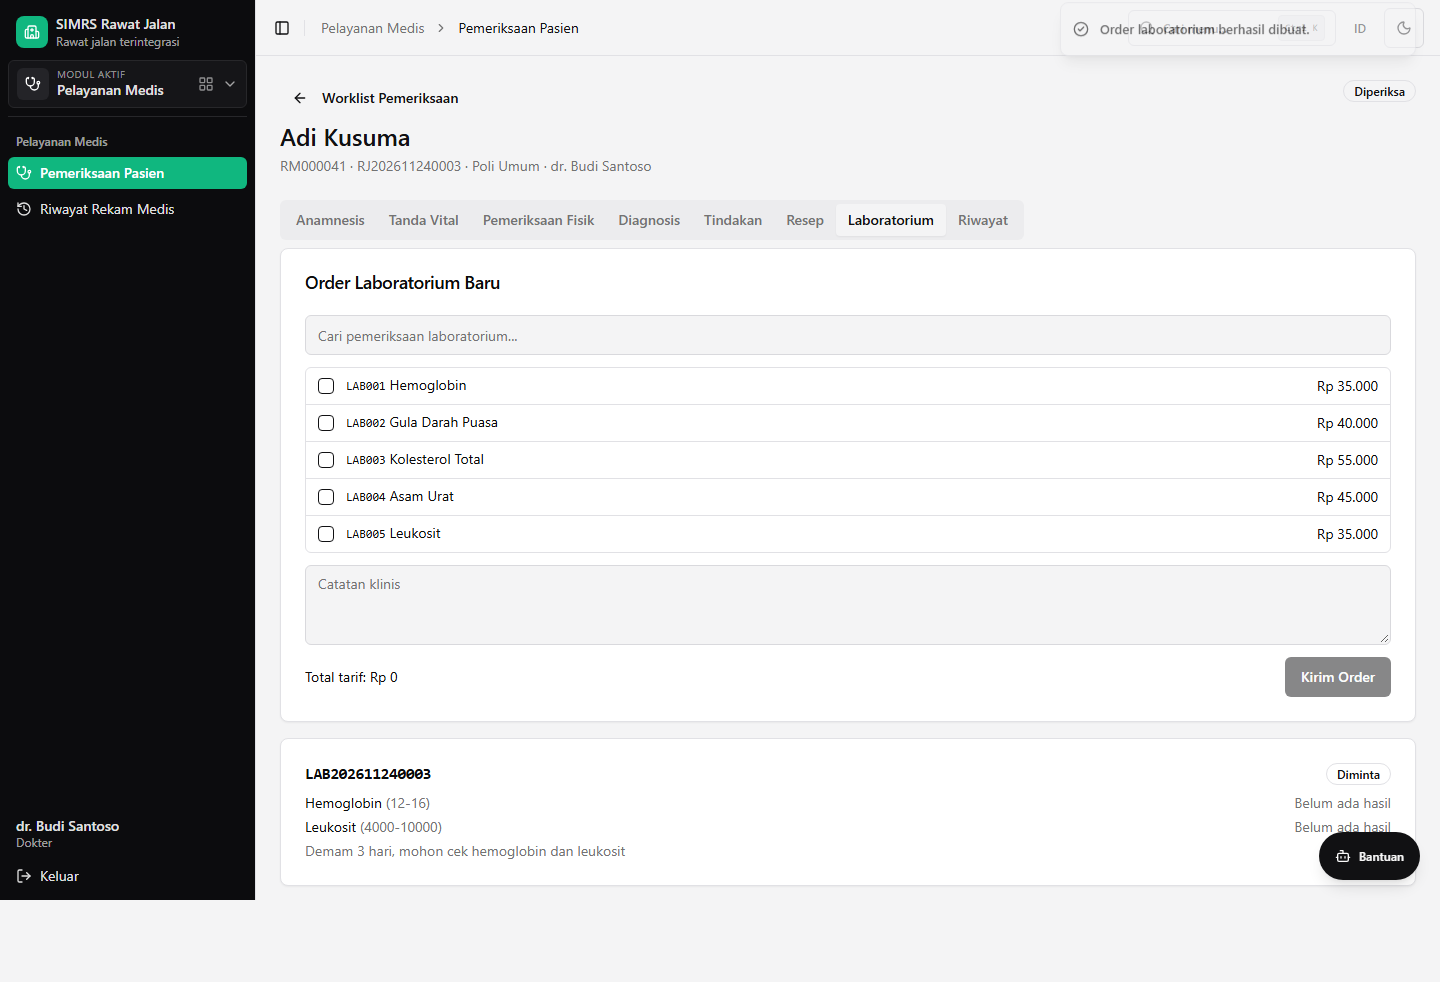 SIMRS Rawat Jalan
Rawat jalan terintegrasi
MODUL AKTIF
Pelayanan Medis
Pelayanan Medis
Pemeriksaan Pasien
Riwayat Rekam Medis
dr. Budi Santoso
Dokter
Keluar
Pelayanan Medis > Pemeriksaan Pasien
Order laboratorium berhasil dibuat.
K
ID
Worklist Pemeriksaan
Diperiksa
Adi Kusuma
RM000041 · RJ202611240003 · Poli Umum · dr. Budi Santoso
Anamnesis Tanda Vital Pemeriksaan Fisik Diagnosis Tindakan Resep Laboratorium Riwayat
Order Laboratorium Baru
Cari pemeriksaan laboratorium...
LAB001 Hemoglobin Rp 35.000
LAB002 Gula Darah Puasa Rp 40.000
LAB003 Kolesterol Total Rp 55.000
LAB004 Asam Urat Rp 45.000
LAB005 Leukosit Rp 35.000
Catatan klinis
Total tarif: Rp 0
Kirim Order
LAB202611240003 Diminta
Hemoglobin (12-16) Belum ada hasil
Leukosit (4000-10000) Belum ada hasil
Demam 3 hari, mohon cek hemoglobin dan leukosit
Bantuan